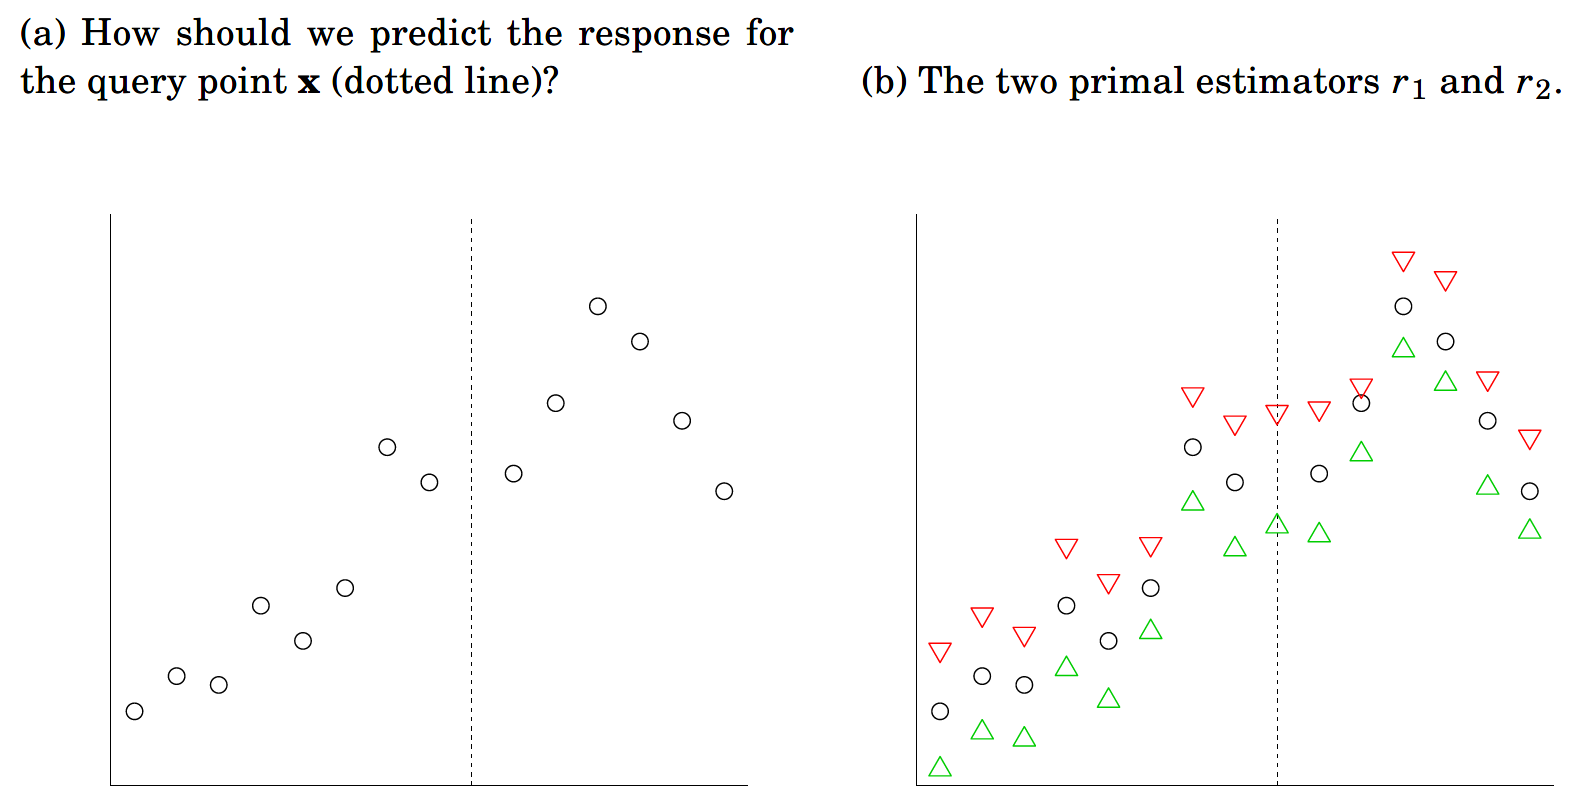 (a) How should we predict the response for
the query point x (dotted line)?
(b) The two primal estimators r1 and r2.